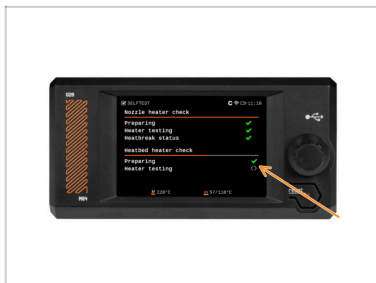 SELFTEST 11:18
Nozzle heater check
Preparing
Heater testing
Heatbreak status
Heatbed heater check
Preparing
Heater testing
220°C 57/110°C
RESET